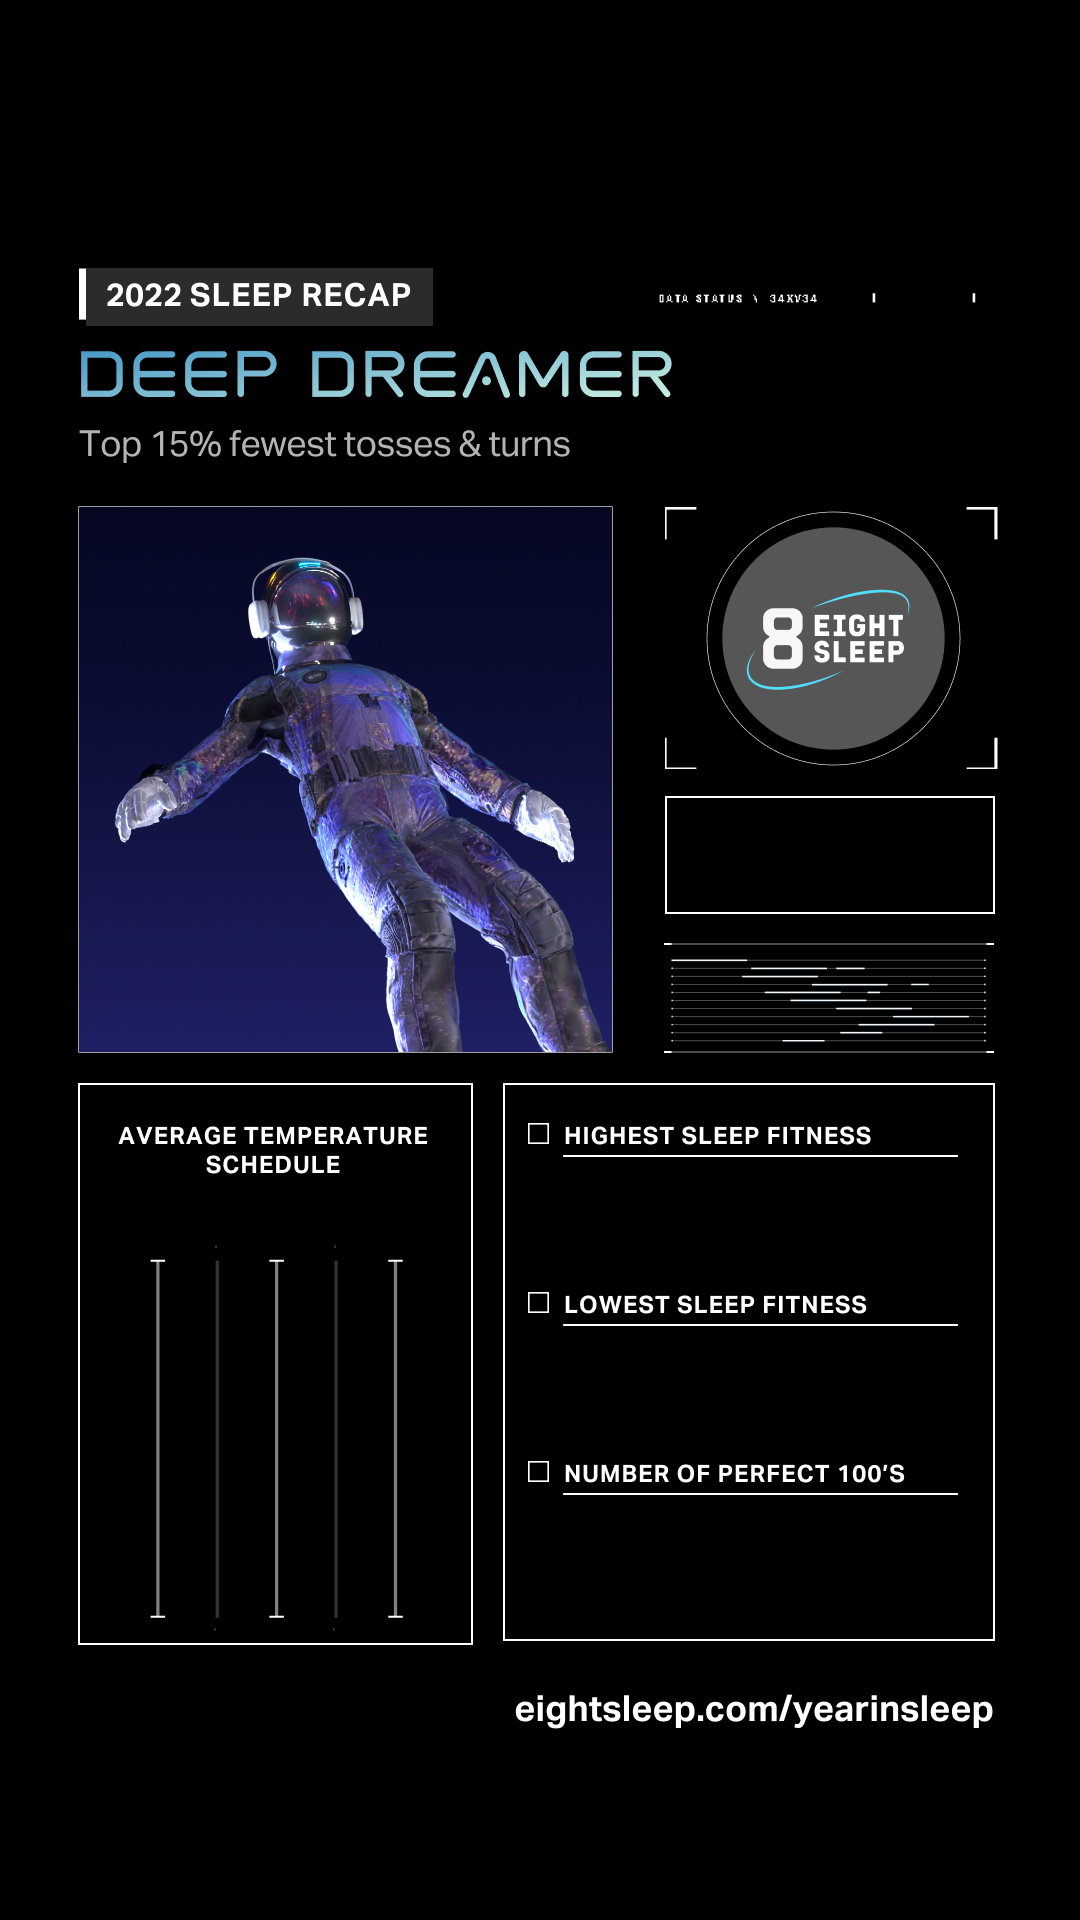 2022 SLEEP RECAP
DATA STATUS \ 34XV34
DEEP DREAMER
Top 15% fewest tosses & turns
8 EIGHT
SLEEP
AVERAGE TEMPERATURE
SCHEDULE
HIGHEST SLEEP FITNESS
LOWEST SLEEP FITNESS
NUMBER OF PERFECT 100'S
eightsleep.com/yearinsleep